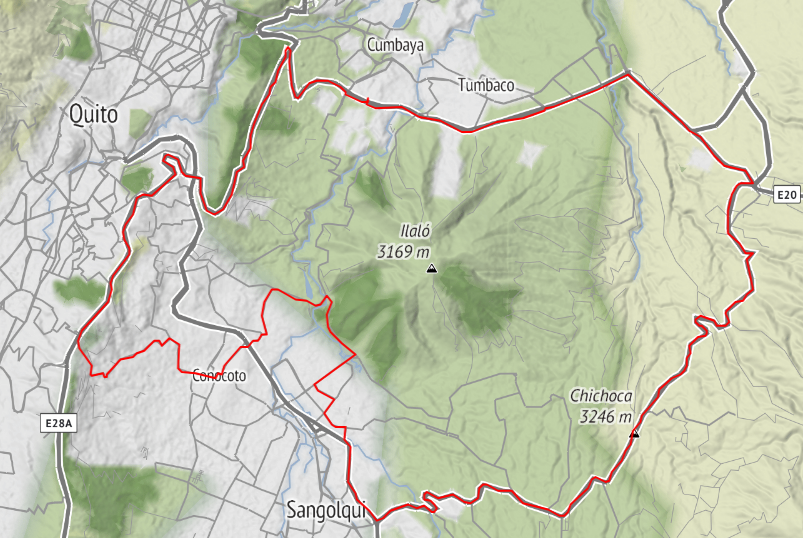 Cumbaya
Tumbaco
Quito
E20
Ilaló
3169 m
Chichoca
3246 m
Conocoto
E28A
Sangolquí